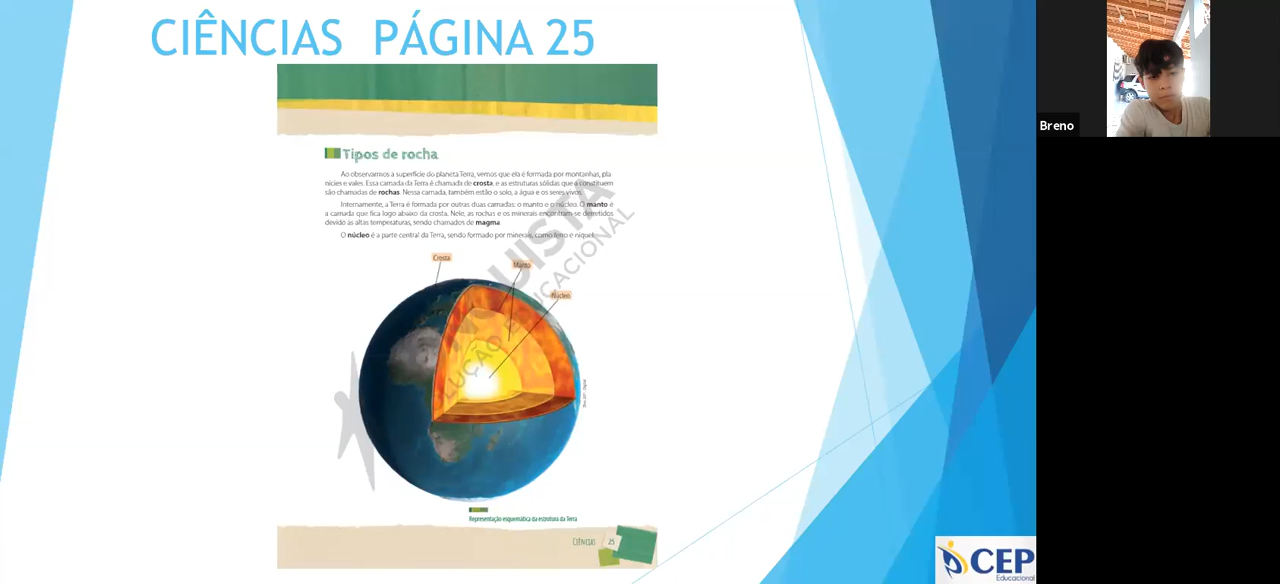 CIÊNCIAS PÁGINA 25
Tipos de rocha
Ao observarmos a superfície do planeta Terra, vemos que ela é formada por montanhas, pla
nícies e vales. Essa camada da Terra é chamada de crosta, e as estruturas sólidas que a constituem
são chamadas de rochas. Nessa camada, também estão o solo, a água e os seres vivos.
Internamente, a Terra é formada por outras duas camadas: o manto e o núcleo. O manto é
a camada que fica logo abaixo da crosta. Nele, as rochas e os minerais encontram-se derretidos
devido às altas temperaturas, sendo chamados de magma.
O núcleo é a parte central da Terra, sendo formado por minerais, como ferro e níquel.
Crosta
Manto
Núcleo
UISTA
LUÇÃO EDUCACIONAL
Representação esquemática da estrutura da Terra
CIÊNCIAS 25
Breno
CEP
Educacional